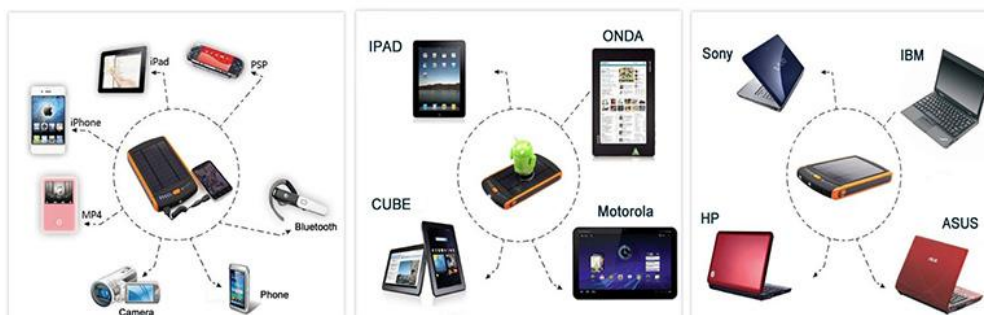 iPad
PSP
iPhone
MP4
Bluetooth
Camera
Phone
IPAD
ONDA
CUBE
Motorola
Sony
IBM
HP
ASUS